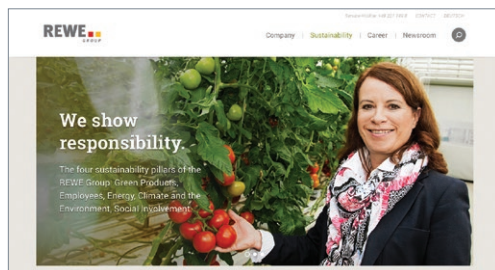 REWE
GROUP
CONTACT
Company | Sustainability | Career | Newsroom
We show
responsibility.
The four sustainability pillars of the
REWE Group: Green Products,
Employees, Energy, Climate and the
Environment, Social Involvement.